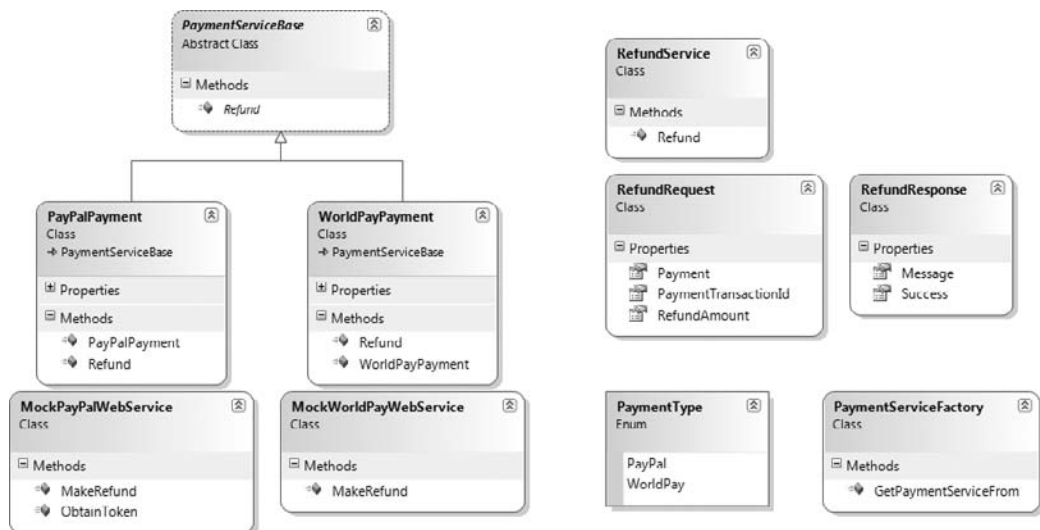 PaymentServiceBase
Abstract Class
Methods
Refund
RefundService
Class
Methods
Refund
PayPalPayment
Class
PaymentServiceBase
Properties
Methods
PayPalPayment
Refund
WorldPayPayment
Class
PaymentServiceBase
Properties
Methods
Refund
WorldPayPayment
RefundRequest
Class
Properties
Payment
PaymentTransactionId
RefundAmount
RefundResponse
Class
Properties
Message
Success
MockPayPalWebService
Class
Methods
MakeRefund
ObtainToken
MockWorldPayWebService
Class
Methods
MakeRefund
PaymentType
Enum
PayPal
WorldPay
PaymentServiceFactory
Class
Methods
GetPaymentServiceFrom